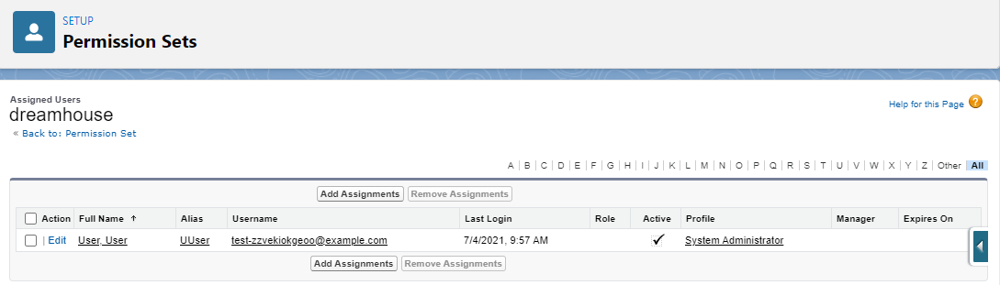 SETUP
Permission Sets
Assigned Users
dreamhouse
« Back to: Permission Set
Help for this Page ?
A | B | C | D | E | F | G | H | I | J | K | L | M | N | O | P | Q | R | S | T | U | V | W | X | Y | Z | Other | All
Add Assignments Remove Assignments
Action Full Name ↑ Alias Username Last Login Role Active Profile Manager Expires On
| Edit User, User UUser test-zzvekiokgeoo@example.com 7/4/2021, 9:57 AM ✓ System Administrator
Add Assignments Remove Assignments